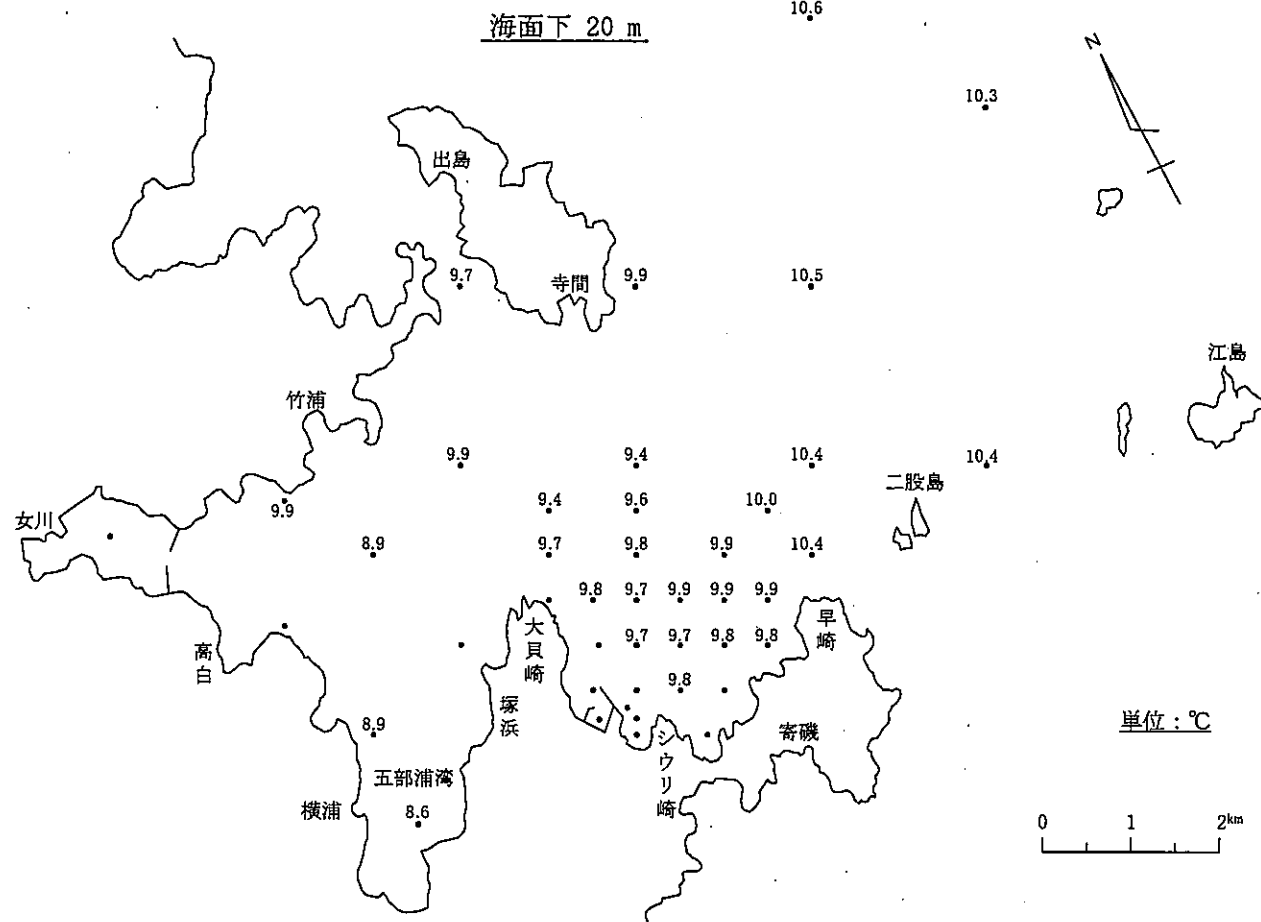 10.6
海面下 20 m
N
10.3
出島
9.7
寺間
9.9
10.5
江島
竹浦
9.9
9.4
10.4
10.4
二股島
9.4
9.6
10.0
9.9
女川
8.9
9.7
9.8
9.9
10.4
9.8
9.7
9.9
9.9
9.9
大貝崎
早崎
9.7
9.7
9.8
9.8
高白
9.8
塚浜
8.9
シウリ崎
寄磯
単位:℃
五部浦湾
横浦
8.6
0 1 2km